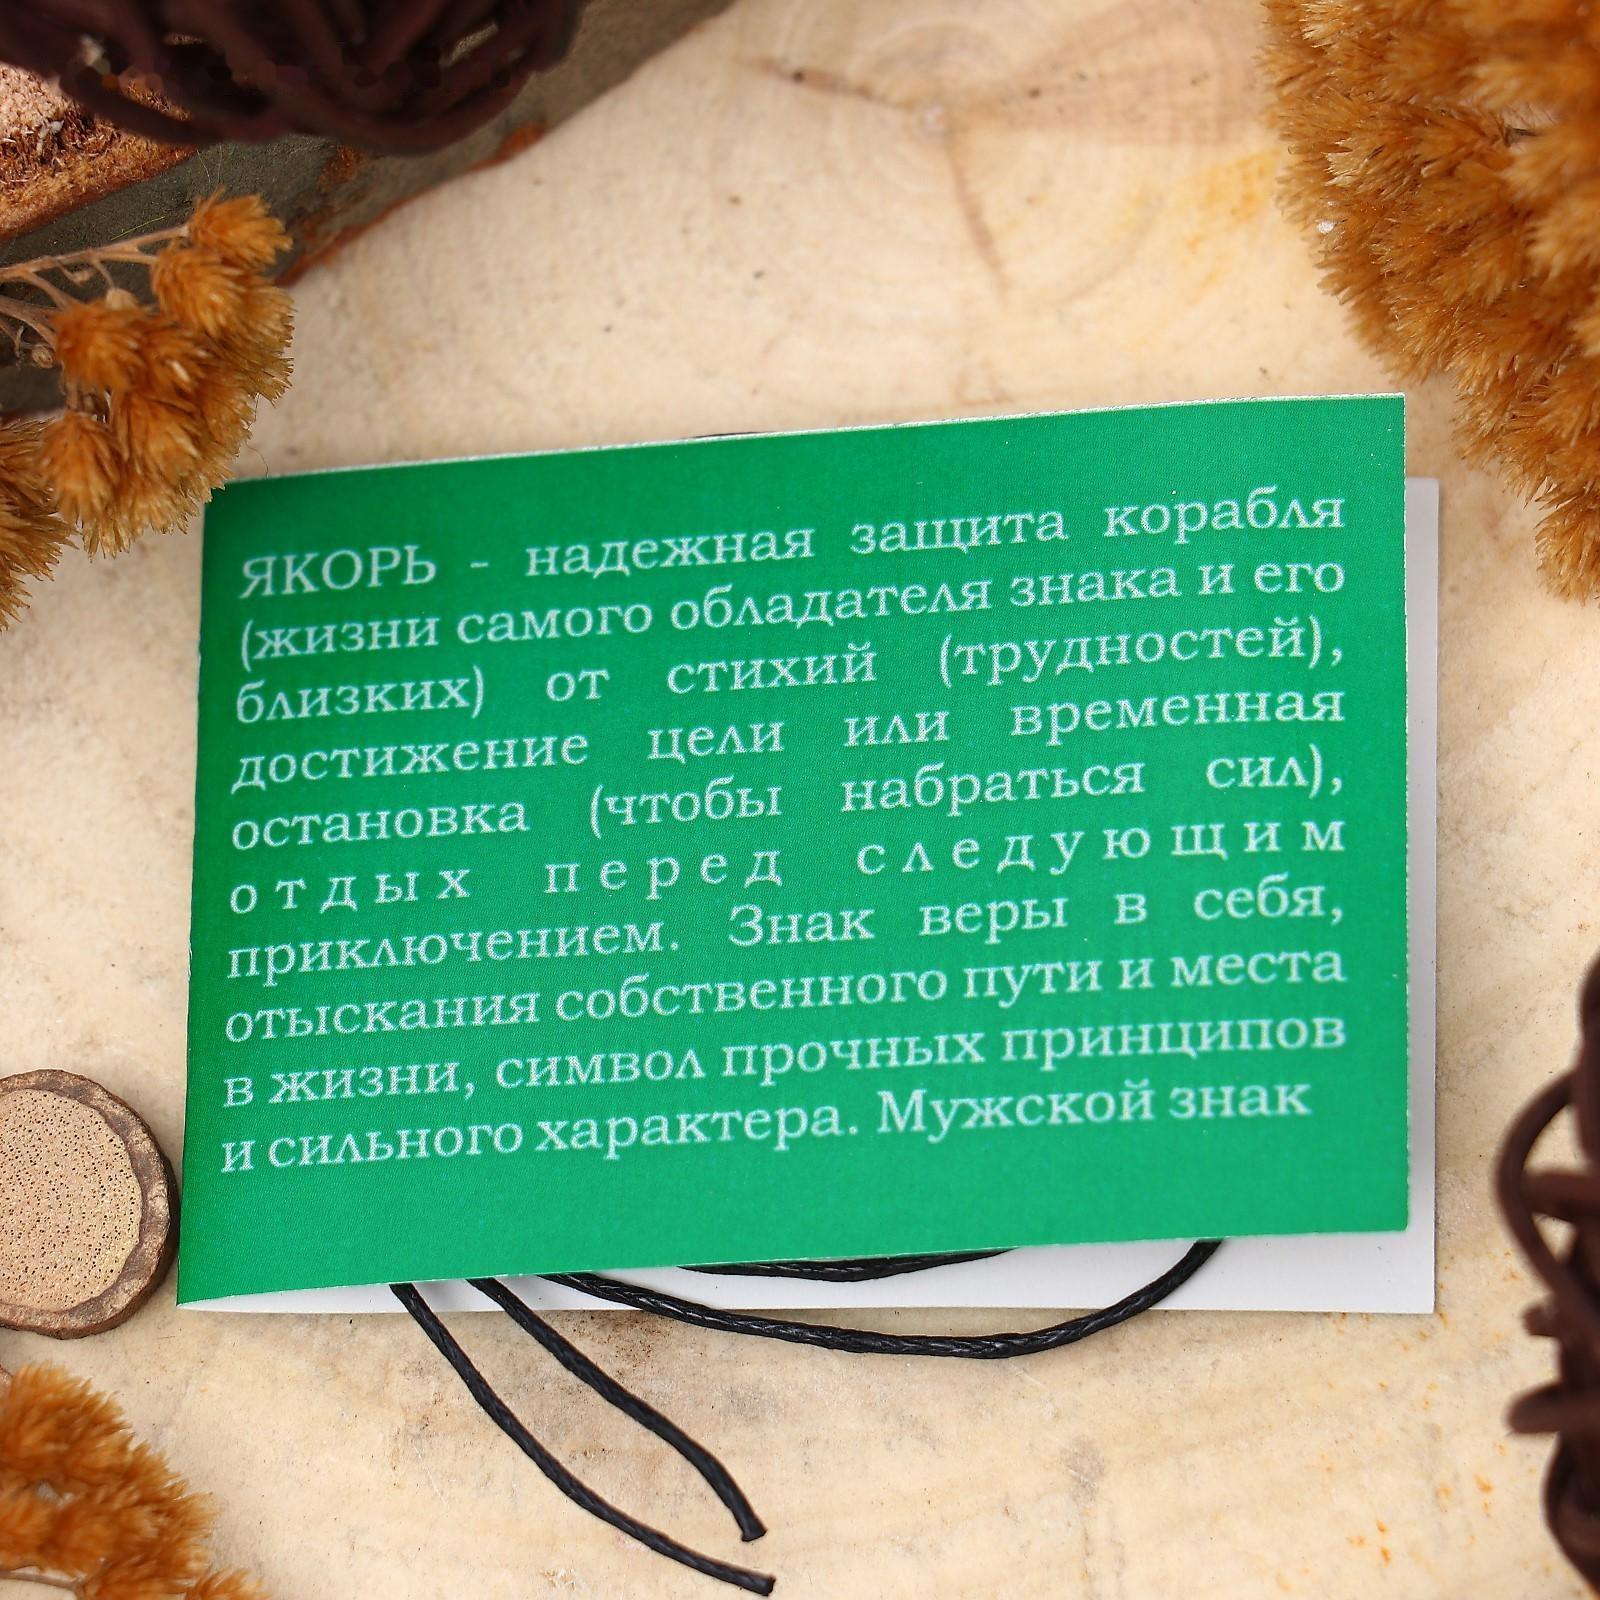 ЯКОРЬ - надежная защита корабля
(жизни самого обладателя знака и его
близких) от стихий (трудностей),
достижение цели или временная
остановка (чтобы набраться сил),
отдых перед следующим
приключением. Знак веры в себя,
отыскания собственного пути и места
в жизни, символ прочных принципов
и сильного характера. Мужской знак